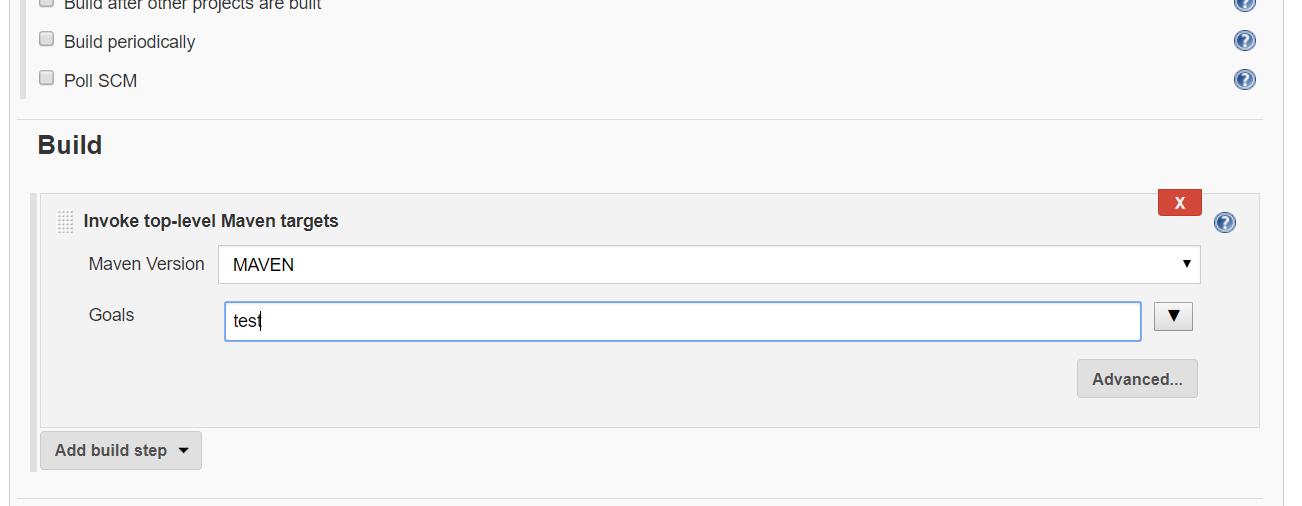 Build after other projects are built
Build periodically
Poll SCM
Build
X
Invoke top-level Maven targets
Maven Version MAVEN
Goals test
Advanced...
Add build step